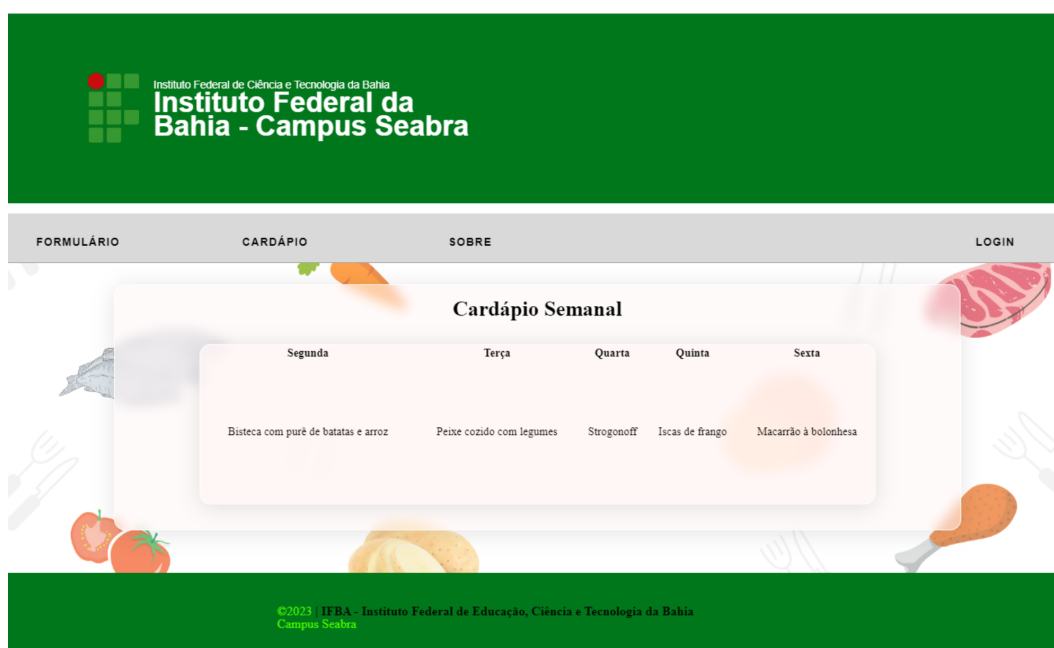 Instituto Federal de Ciência e Tecnologia da Bahia
Instituto Federal da
Bahia - Campus Seabra
FORMULÁRIO CARDÁPIO SOBRE LOGIN
Cardápio Semanal
Segunda Terça Quarta Quinta Sexta
Bisteca com purê de batatas e arroz Peixe cozido com legumes Strogonoff Iscas de frango Macarrão à bolonhesa
©2023 | IFBA - Instituto Federal de Educação, Ciência e Tecnologia da Bahia
Campus Seabra